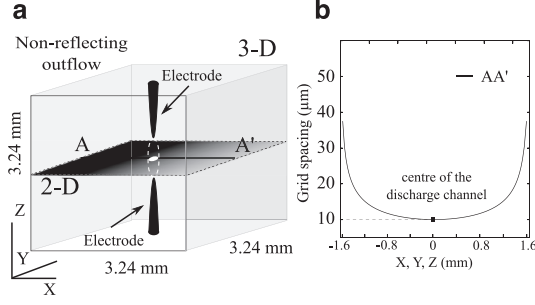 a
Non-reflecting
outflow
3-D
Electrode
A
A'
3.24 mm
2-D
Z
Y
X
Electrode
3.24 mm
3.24 mm
b
Grid spacing (μm)
50
40
30
20
10
AA'
centre of the
discharge channel
-1.6 -0.8 0 0.8 1.6
X, Y, Z (mm)